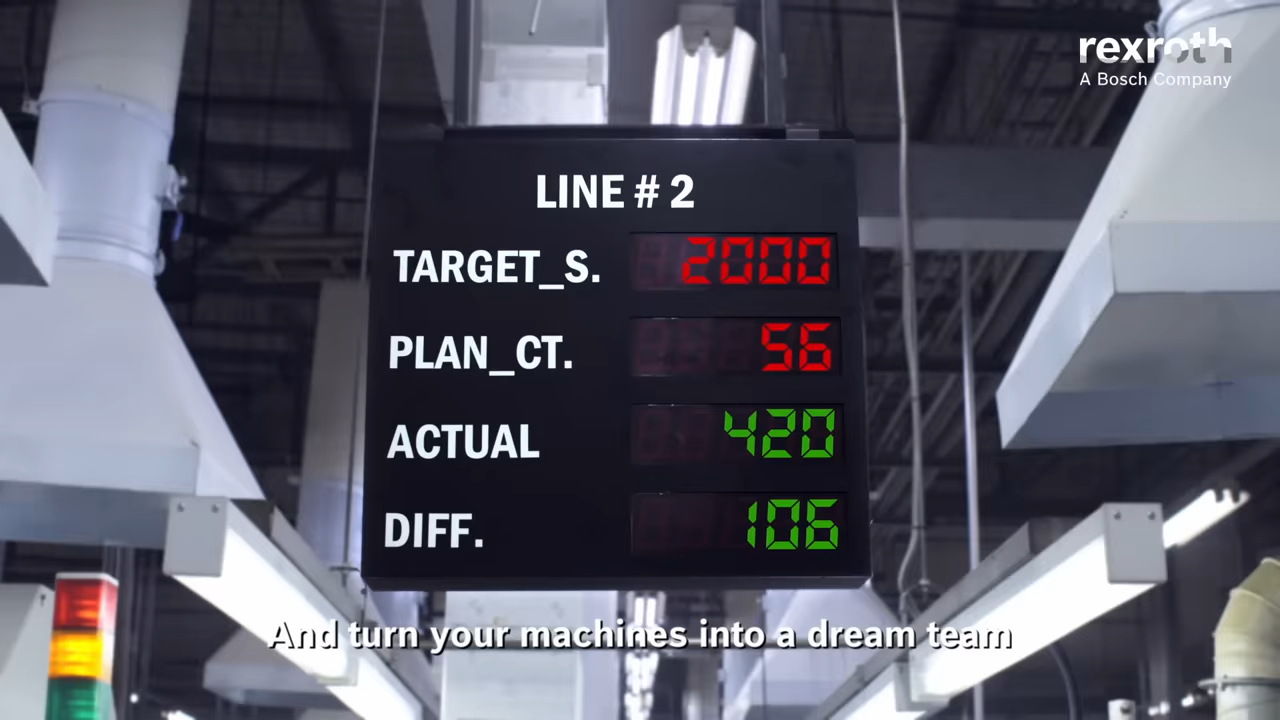 rexroth
A Bosch Company
LINE # 2
TARGET_S. 2000
PLAN_CT. 56
ACTUAL 420
DIFF. 106
And turn your machines into a dream team